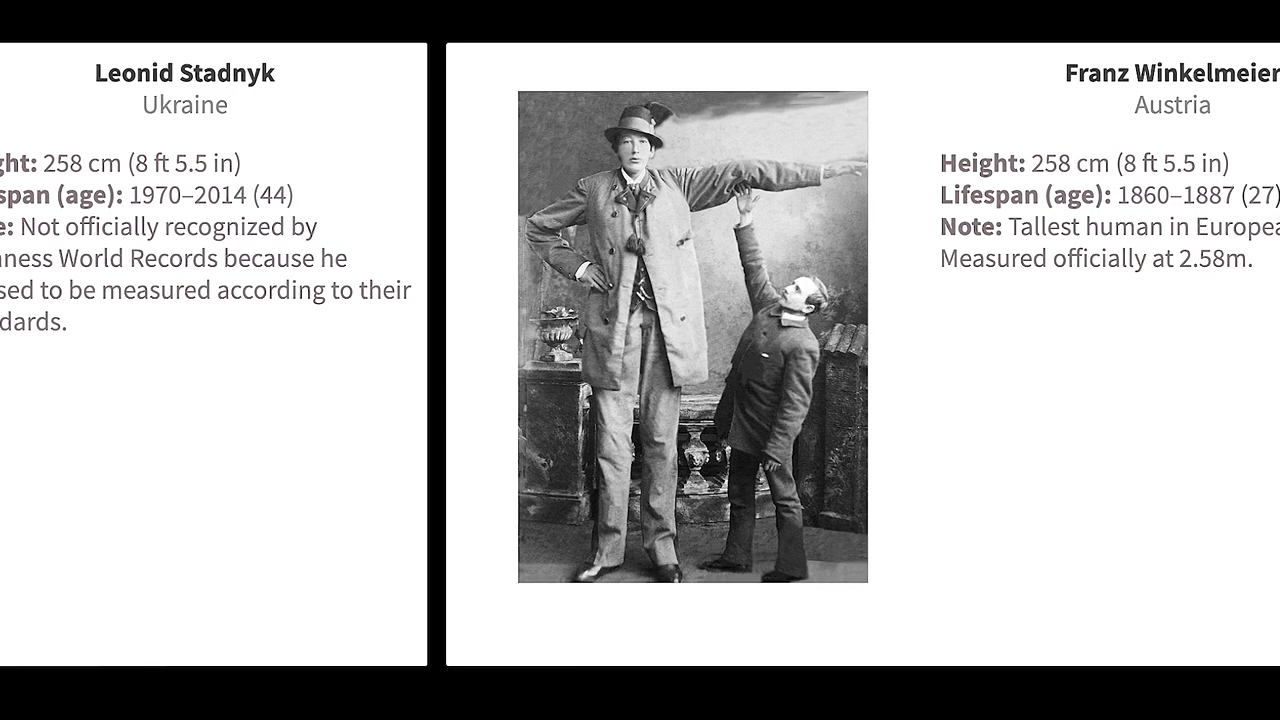 Leonid Stadnyk
Ukraine
ght: 258 cm (8 ft 5.5 in)
span (age): 1970–2014 (44)
e: Not officially recognized by
ness World Records because he
sed to be measured according to their
dards.
Franz Winkelmeier
Austria
Height: 258 cm (8 ft 5.5 in)
Lifespan (age): 1860–1887 (27)
Note: Tallest human in Europea
Measured officially at 2.58m.